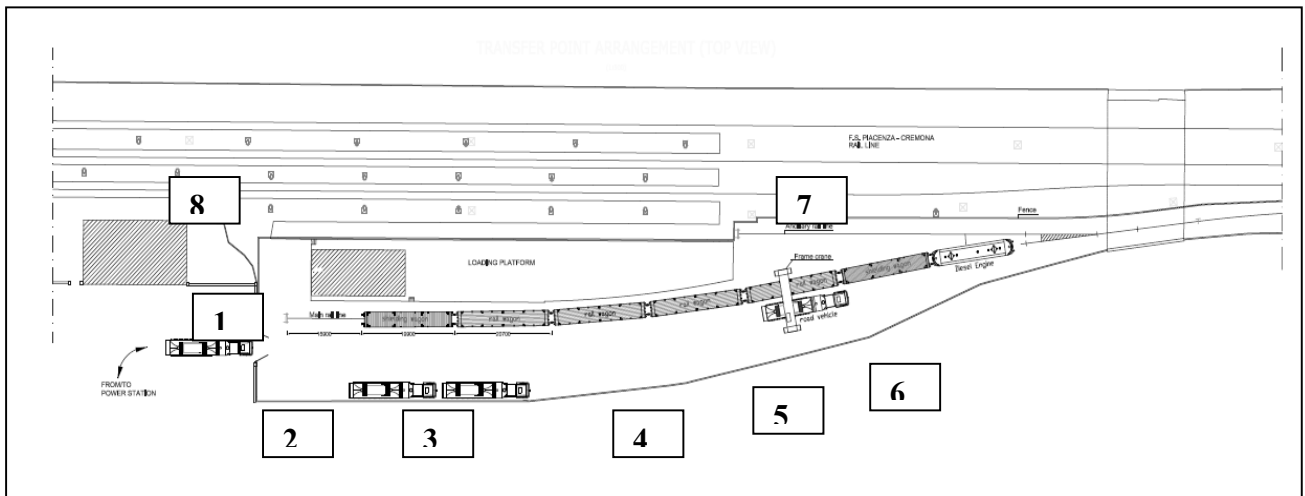 TRANSFER POINT ARRANGEMENT (TOP VIEW)
F.S. PIACENZA - CREMONA
RAIL LINE
8
7
Fence
Ancillary rail line
LOADING PLATFORM
Frame crane
Diesel Engine
standing wagon
rail wagon
rail wagon
rail wagon
rail wagon
Main rail line
road vehicle
1
FROM/TO
POWER STATION
6
5
2
3
4